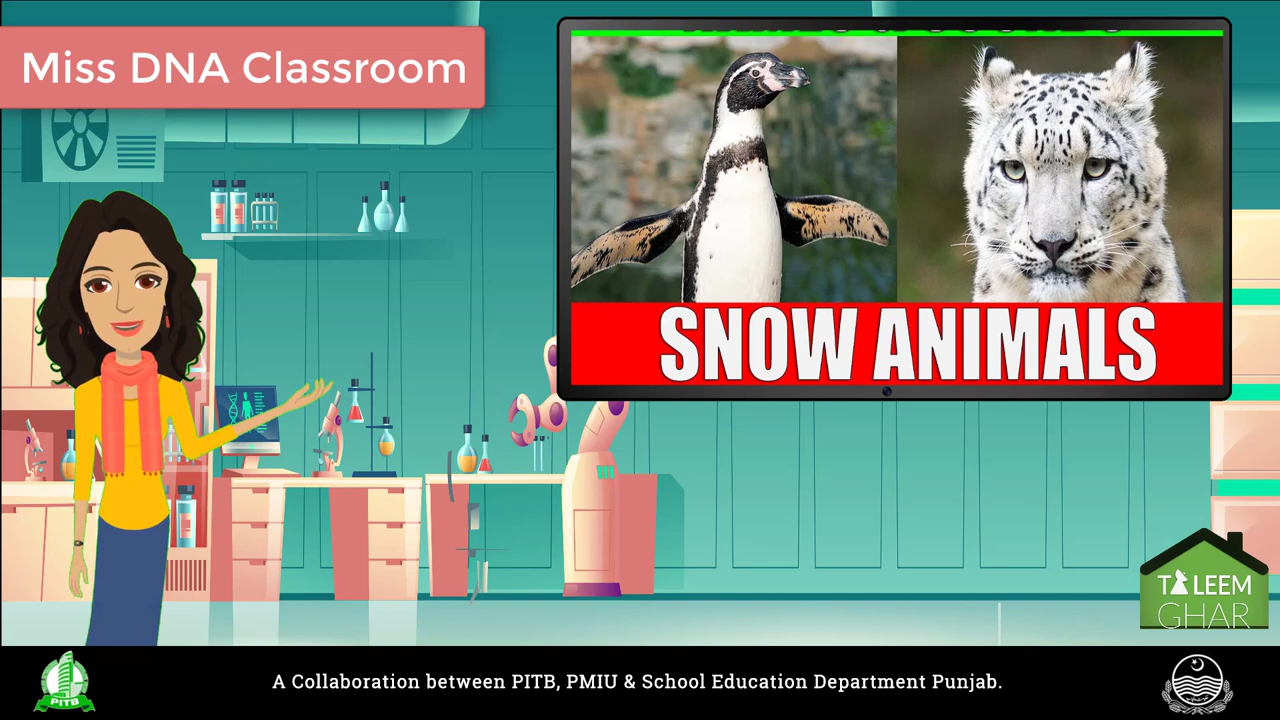 Miss DNA Classroom
SNOW ANIMALS
TALEEM
GHAR
PITB
A Collaboration between PITB, PMIU & School Education Department Punjab.